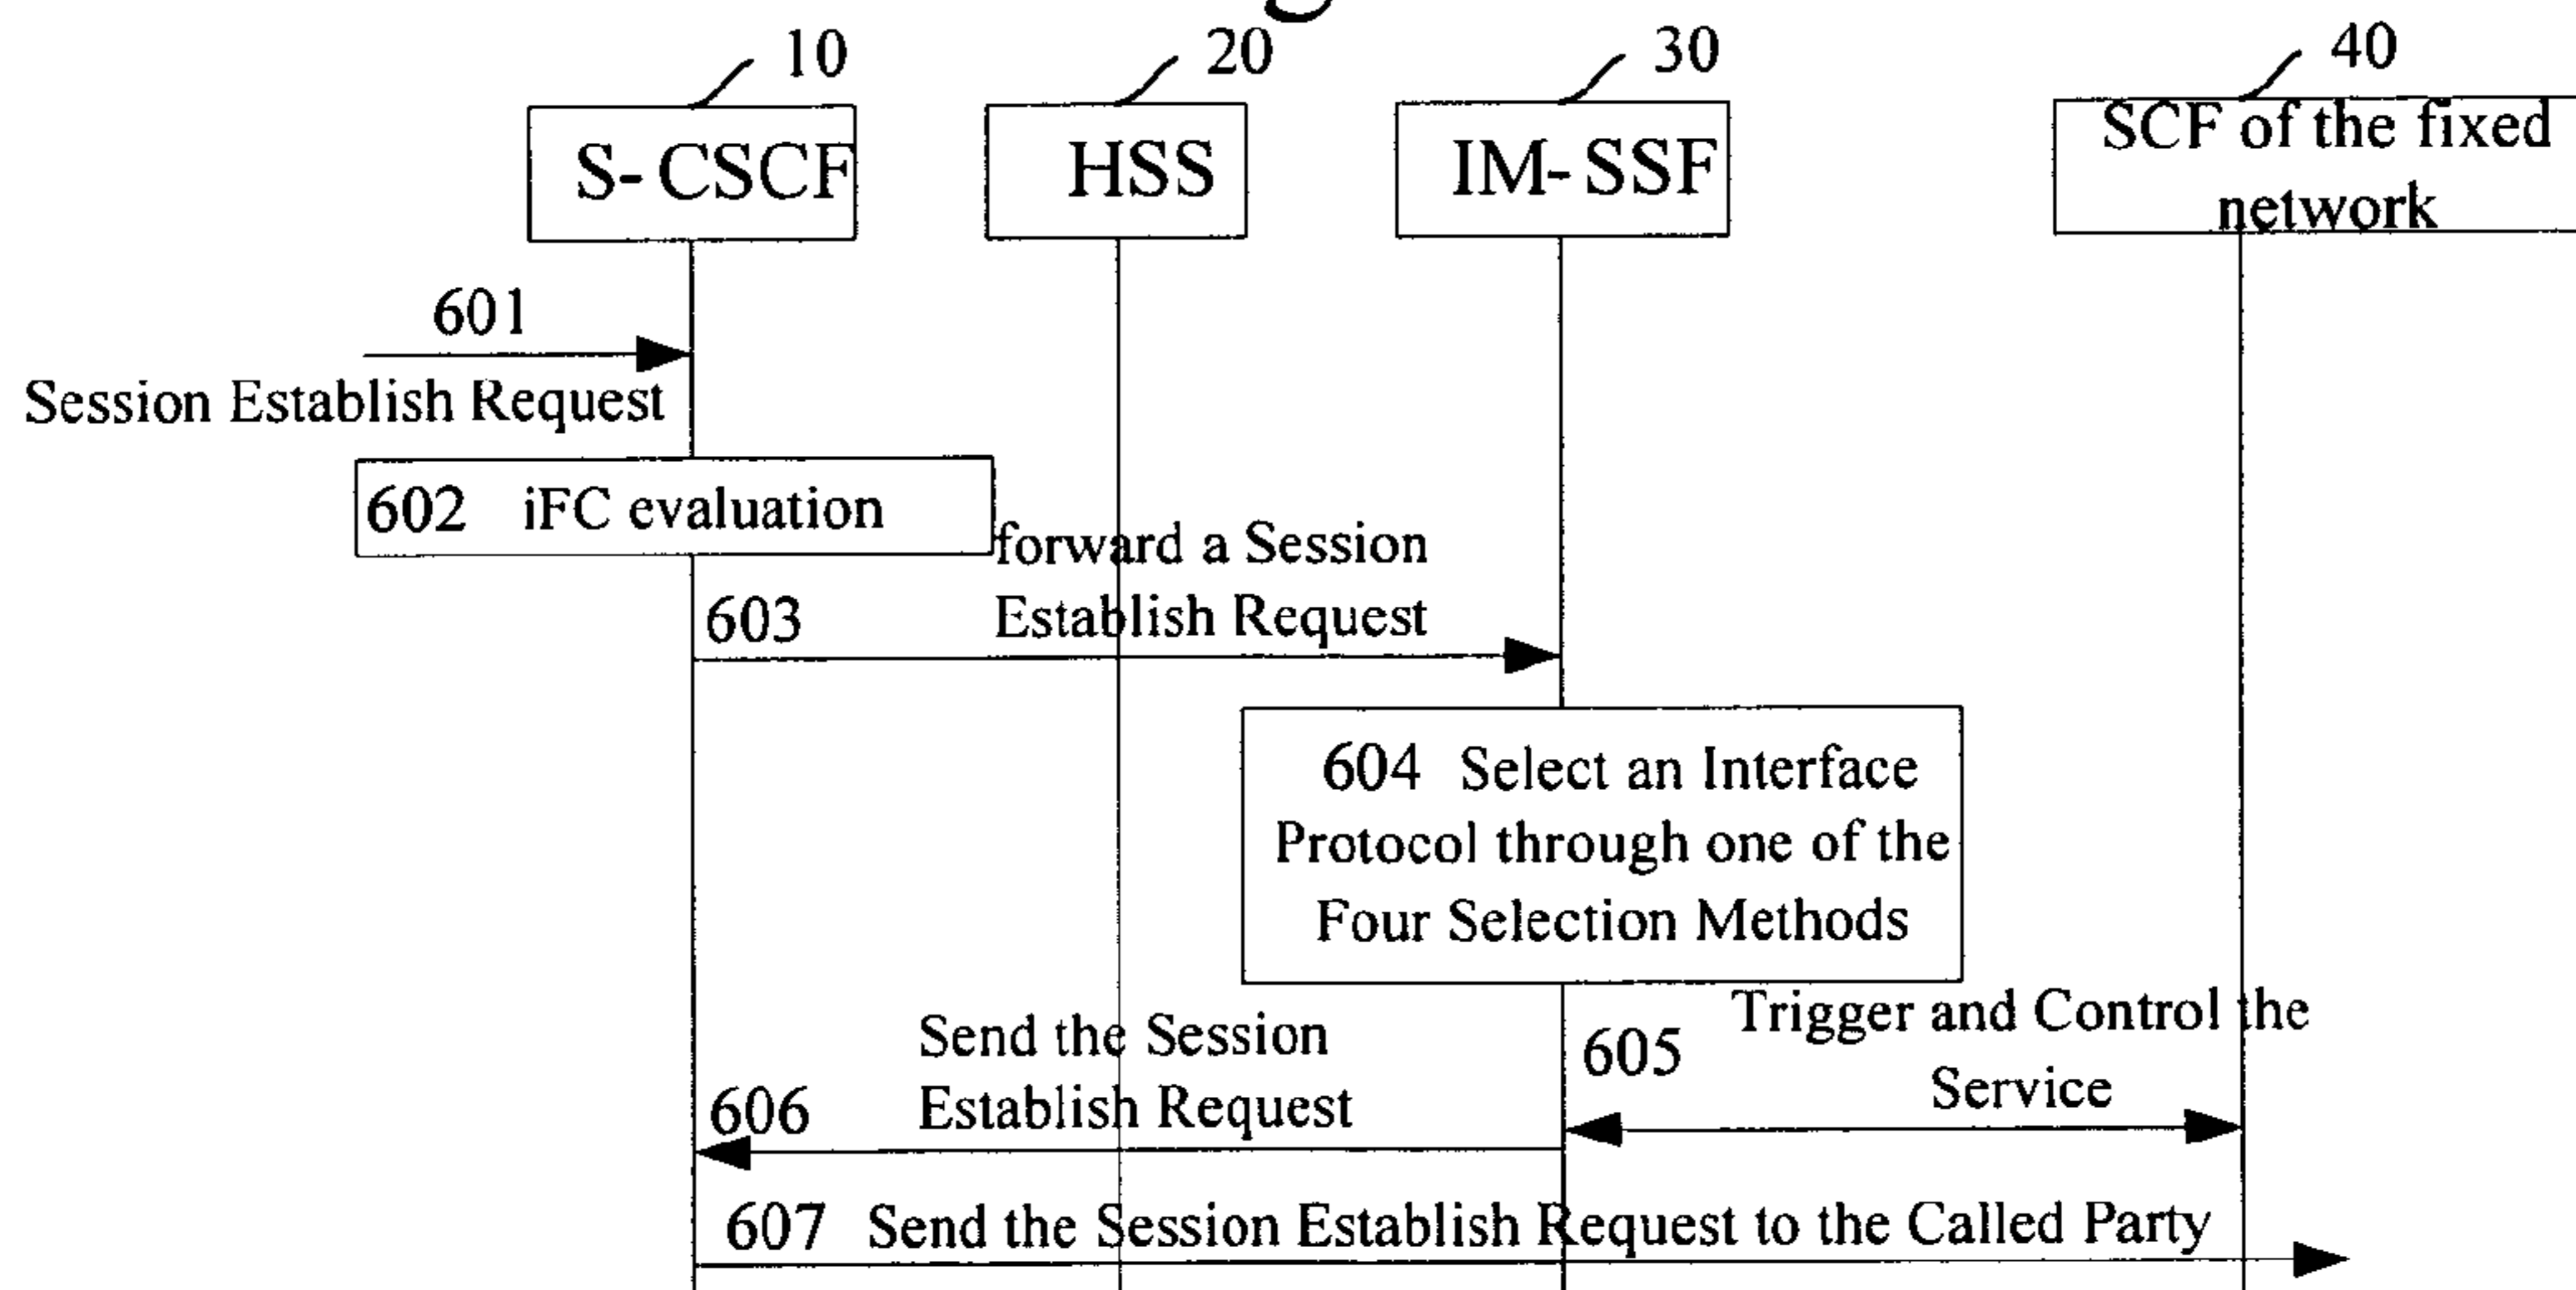 10
20
30
40
S-CSCF
HSS
IM-SSF
SCF of the fixed
network
601
Session Establish Request
602 iFC evaluation
forward a Session
Establish Request
603
604 Select an Interface
Protocol through one of the
Four Selection Methods
Trigger and Control the
Service
605
Send the Session
Establish Request
606
607 Send the Session Establish Request to the Called Party